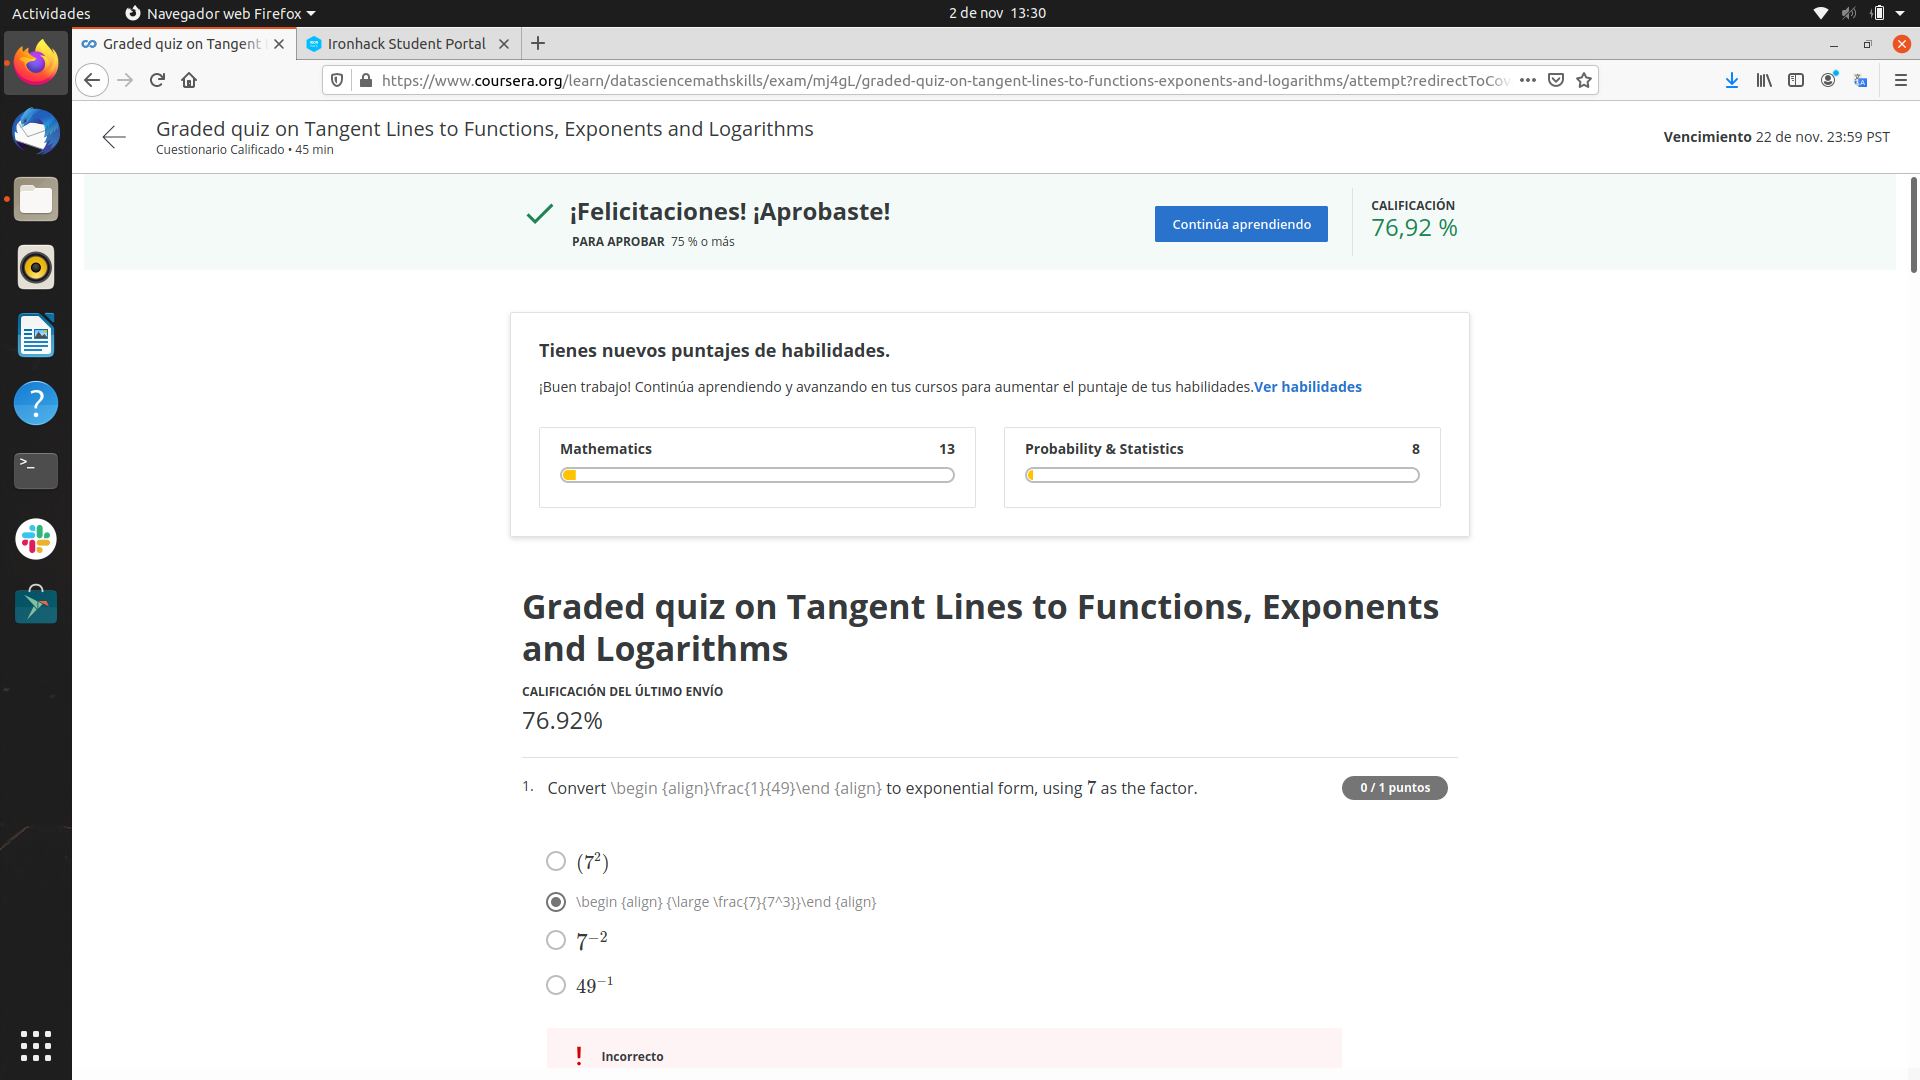 Actividades
Navegador web Firefox
2 de nov 13:30
Graded quiz on Tangent
Ironhack Student Portal
https://www.coursera.org/learn/datasciencemathskills/exam/mj4gL/graded-quiz-on-tangent-lines-to-functions-exponents-and-logarithms/attempt?redirectToCov
Graded quiz on Tangent Lines to Functions, Exponents and Logarithms
Cuestionario Calificado • 45 min
Vencimiento 22 de nov. 23:59 PST
¡Felicitaciones! ¡Aprobaste!
PARA APROBAR 75 % o más
Continúa aprendiendo
CALIFICACIÓN
76,92 %
Tienes nuevos puntajes de habilidades.
¡Buen trabajo! Continúa aprendiendo y avanzando en tus cursos para aumentar el puntaje de tus habilidades.Ver habilidades
Mathematics 13
Probability & Statistics 8
Graded quiz on Tangent Lines to Functions, Exponents
and Logarithms
CALIFICACIÓN DEL ÚLTIMO ENVÍO
76.92%
1. Convert \begin {align}\frac{1}{49}\end {align} to exponential form, using 7 as the factor.
0 / 1 puntos
(7²)
\begin {align} {\large \frac{7}{7^3}}\end {align}
7⁻²
49⁻¹
! Incorrecto